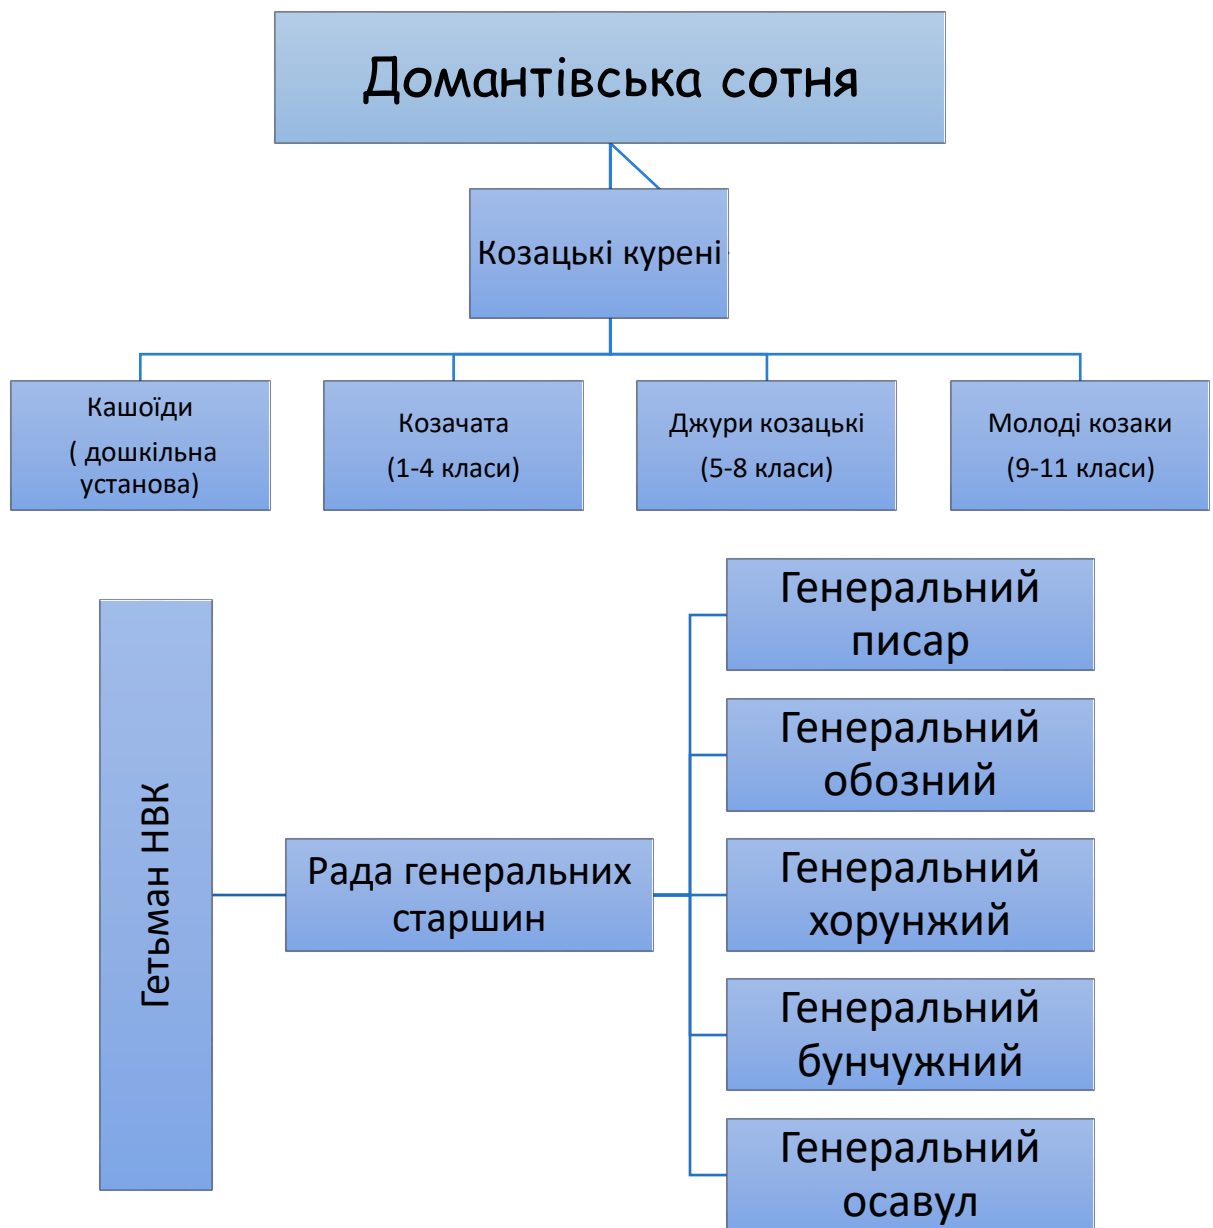 Домантівська сотня
Козацькі курені
Кашоїди
( дошкільна
установа)
Козачата
(1-4 класи)
Джури козацькі
(5-8 класи)
Молоді козаки
(9-11 класи)
Гетьман НВК
Рада генеральних
старшин
Генеральний
писар
Генеральний
обозний
Генеральний
хорунжий
Генеральний
бунчужний
Генеральний
осавул